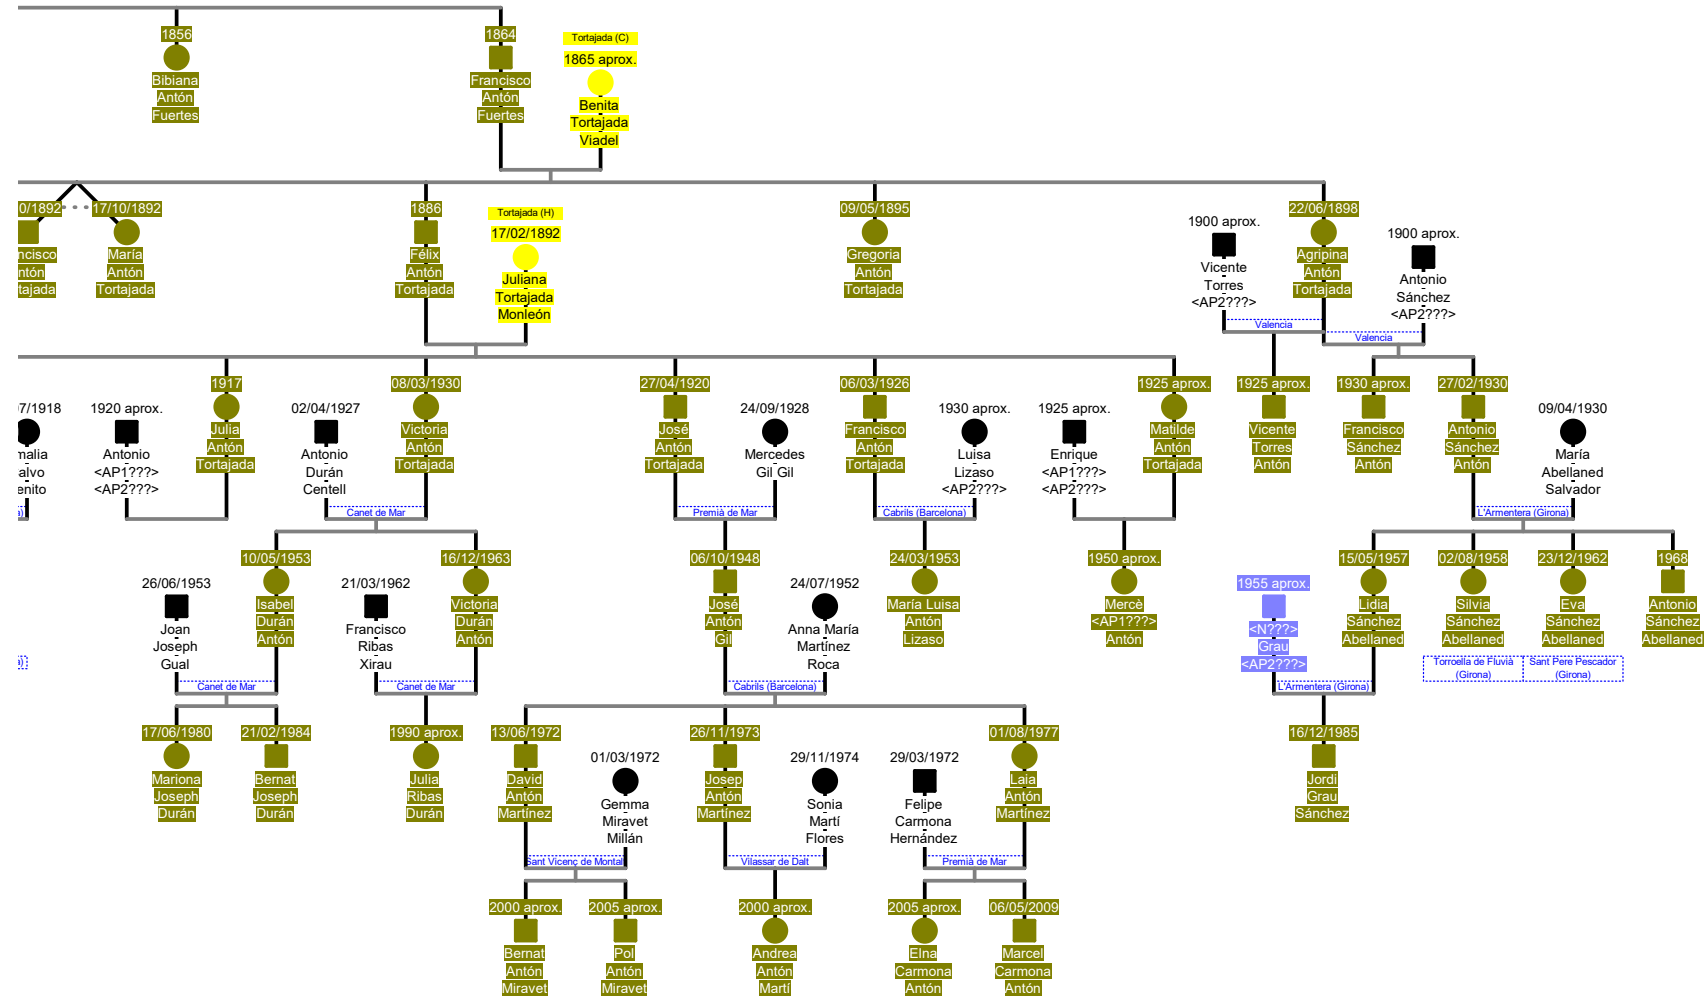 1856
Bibiana
Antón
Fuertes
1864
Francisco
Antón
Fuertes
Tortajada (C)
1865 aprox.
Benita
Tortajada
Viadel
0/1892
ncisco
ntón
tajada
17/10/1892
María
Antón
Tortajada
1886
Félix
Antón
Tortajada
Tortajada (H)
17/02/1892
Juliana
Tortajada
Monleón
09/05/1895
Gregoria
Antón
Tortajada
1900 aprox.
Vicente
Torres
<AP2???>
22/06/1898
Agripina
Antón
Tortajada
1900 aprox.
Antonio
Sánchez
<AP2???>
Valencia
Valencia
07/1918
malia
alvo
enito
a)
1920 aprox.
Antonio
<AP1???>
<AP2???>
1917
Julia
Antón
Tortajada
02/04/1927
Antonio
Durán
Centell
08/03/1930
Victoria
Antón
Tortajada
Canet de Mar
27/04/1920
José
Antón
Tortajada
24/09/1928
Mercedes
Gil Gil
Premià de Mar
06/03/1926
Francisco
Antón
Tortajada
1930 aprox.
Luisa
Lizaso
<AP2???>
Cabrils (Barcelona)
1925 aprox.
Enrique
<AP1???>
<AP2???>
1925 aprox.
Matilde
Antón
Tortajada
1925 aprox.
Vicente
Torres
Antón
1930 aprox.
Francisco
Sánchez
Antón
27/02/1930
Antonio
Sánchez
Antón
09/04/1930
María
Abellaned
Salvador
L'Armentera (Girona)
a)
26/06/1953
Joan
Joseph
Gual
10/05/1953
Isabel
Durán
Antón
Canet de Mar
21/03/1962
Francisco
Ribas
Xirau
16/12/1963
Victoria
Durán
Antón
Canet de Mar
06/10/1948
José
Antón
Gil
24/07/1952
Anna María
Martínez
Roca
Cabrils (Barcelona)
24/03/1953
María Luisa
Antón
Lizaso
1950 aprox.
Mercè
<AP1???>
Antón
1955 aprox.
<N???>
Grau
<AP2???>
15/05/1957
Lidia
Sánchez
Abellaned
L'Armentera (Girona)
02/08/1958
Silvia
Sánchez
Abellaned
Torroella de Fluvià
(Girona)
23/12/1962
Eva
Sánchez
Abellaned
Sant Pere Pescador
(Girona)
1968
Antonio
Sánchez
Abellaned
17/06/1980
Mariona
Joseph
Durán
21/02/1984
Bernat
Joseph
Durán
1990 aprox.
Julia
Ribas
Durán
13/06/1972
David
Antón
Martínez
01/03/1972
Gemma
Miravet
Millán
Sant Vicenç de Montal
26/11/1973
Josep
Antón
Martínez
29/11/1974
Sonia
Martí
Flores
Vilassar de Dalt
29/03/1972
Felipe
Carmona
Hernández
01/08/1977
Laia
Antón
Martínez
Premià de Mar
16/12/1985
Jordi
Grau
Sánchez
2000 aprox.
Bernat
Antón
Miravet
2005 aprox.
Pol
Antón
Miravet
2000 aprox.
Andrea
Antón
Martí
2005 aprox.
Elna
Carmona
Antón
06/05/2009
Marcel
Carmona
Antón